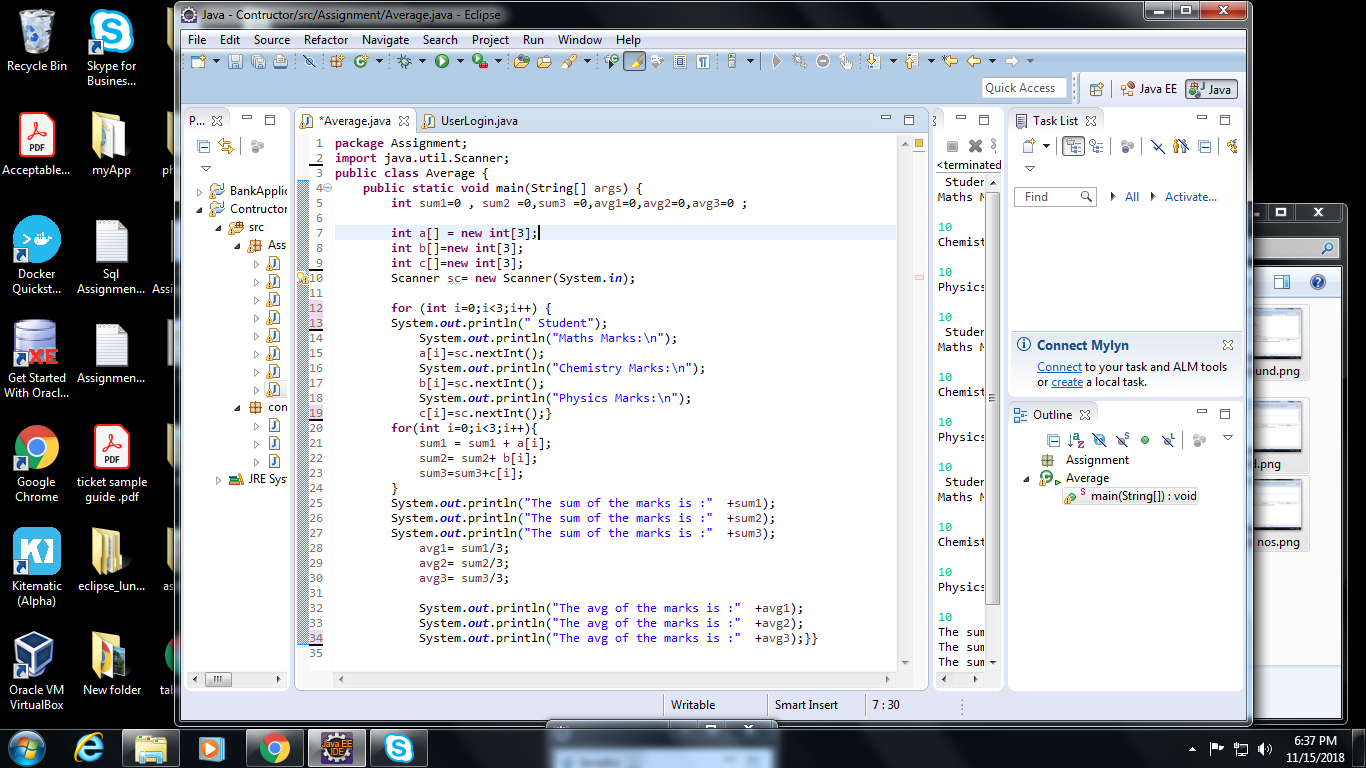 Java - Contructor/src/Assignment/Average.java - Eclipse
File Edit Source Refactor Navigate Search Project Run Window Help
Quick Access
Java EE
Java
P...
*Average.java
UserLogin.java
BankApplic
Contructor
src
Ass
con
JRE Sys
1 package Assignment;
2 import java.util.Scanner;
3 public class Average {
4 public static void main(String[] args) {
5 int sum1=0 , sum2 =0,sum3 =0,avg1=0,avg2=0,avg3=0 ;
6
7 int a[] = new int[3];
8 int b[]=new int[3];
9 int c[]=new int[3];
10 Scanner sc= new Scanner(System.in);
11
12 for (int i=0;i<3;i++) {
13 System.out.println(" Student");
14 System.out.println("Maths Marks:\n");
15 a[i]=sc.nextInt();
16 System.out.println("Chemistry Marks:\n");
17 b[i]=sc.nextInt();
18 System.out.println("Physics Marks:\n");
19 c[i]=sc.nextInt();}
20 for(int i=0;i<3;i++){
21 sum1 = sum1 + a[i];
22 sum2= sum2+ b[i];
23 sum3=sum3+c[i];
24 }
25 System.out.println("The sum of the marks is :" +sum1);
26 System.out.println("The sum of the marks is :" +sum2);
27 System.out.println("The sum of the marks is :" +sum3);
28 avg1= sum1/3;
29 avg2= sum2/3;
30 avg3= sum3/3;
31
32 System.out.println("The avg of the marks is :" +avg1);
33 System.out.println("The avg of the marks is :" +avg2);
34 System.out.println("The avg of the marks is :" +avg3);}}
35
<terminated
Studen
Maths M
10
Chemist
10
Physics
10
Studen
Maths M
10
Chemist
10
Physics
10
Studen
Maths M
10
Chemist
10
Physics
10
The sum
The sum
The sum
Task List
Find
All
Activate...
Connect Mylyn
Connect to your task and ALM tools
or create a local task.
Outline
Assignment
Average
main(String[]) : void
Writable
Smart Insert
7 : 30
Recycle Bin
Skype for
Busines...
Acceptable...
myApp
Docker
Quickst...
Sql
Assignmen...
Get Started
With Oracl...
Assignmen...
Google
Chrome
ticket sample
guide .pdf
Kitematic
(Alpha)
eclipse_lun...
Oracle VM
VirtualBox
New folder
ound.png
d.png
nos.png
6:37 PM
11/15/2018